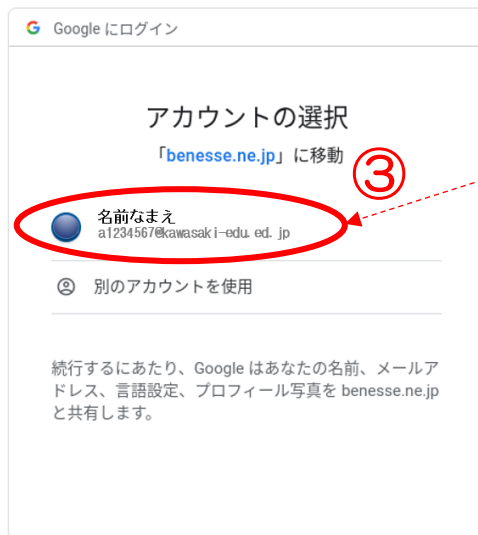 Google にログイン
アカウントの選択
「benesse.ne.jp」に移動
③
名前なまえ
a1234567@kawasaki-edu.ed.jp
別のアカウントを使用
続行するにあたり、Google はあなたの名前、メールア
ドレス、言語設定、プロフィール写真を benesse.ne.jp
と共有します。